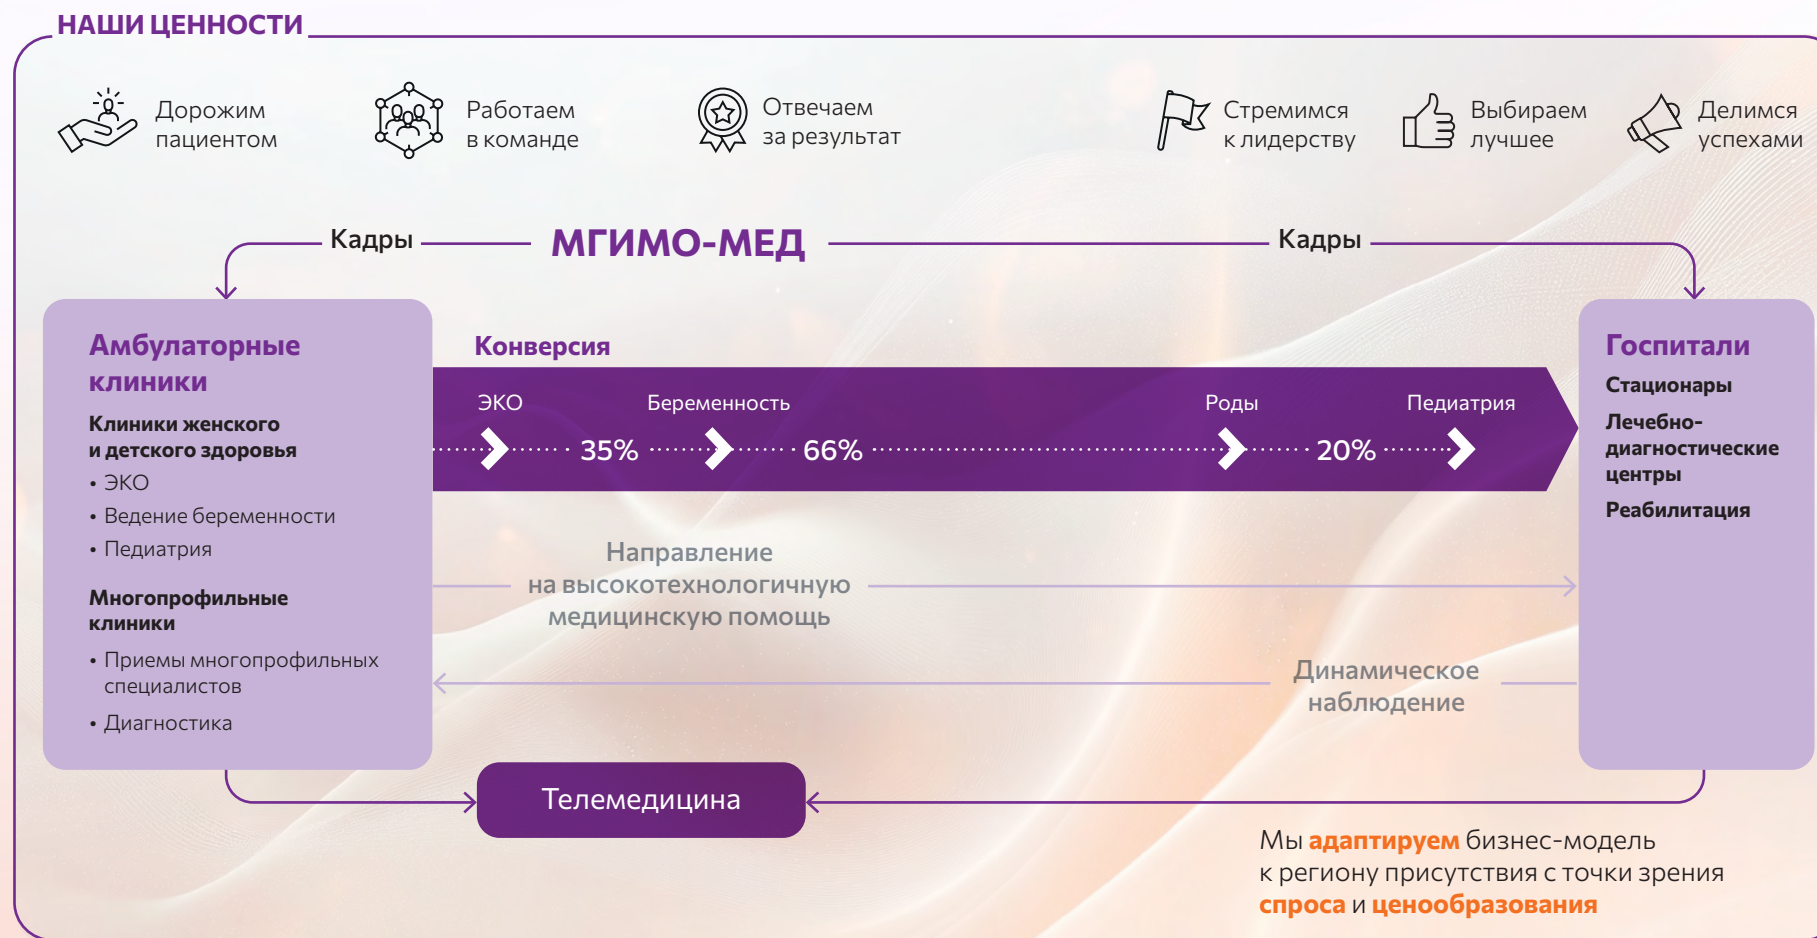 НАШИ ЦЕННОСТИ
Дорожим
пациентом
Работаем
в команде
Отвечаем
за результат
Стремимся
к лидерству
Выбираем
лучшее
Делимся
успехами
Кадры
МГИМО-МЕД
Кадры
Амбулаторные
клиники
Клиники женского
и детского здоровья
• ЭКО
• Ведение беременности
• Педиатрия
Многопрофильные
клиники
• Приемы многопрофильных
специалистов
• Диагностика
Конверсия
ЭКО
Беременность
Роды
Педиатрия
35%
66%
20%
Госпитали
Стационары
Лечебно-
диагностические
центры
Реабилитация
Направление
на высокотехнологичную
медицинскую помощь
Динамическое
наблюдение
Телемедицина
Мы адаптируем бизнес-модель
к региону присутствия с точки зрения
спроса и ценообразования